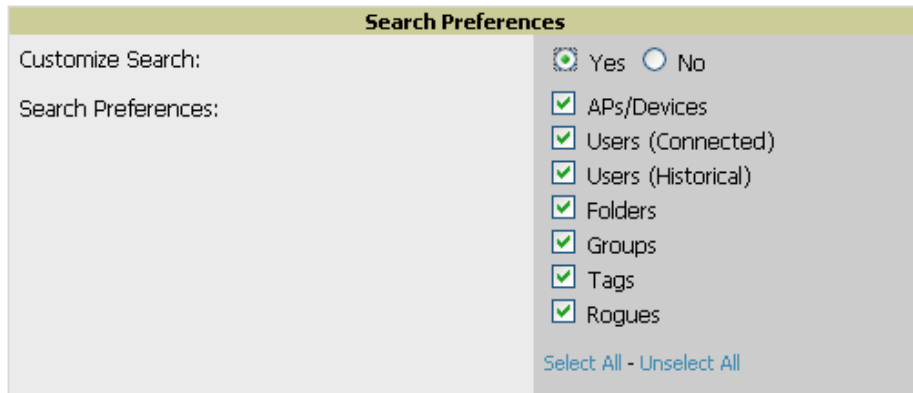 Search Preferences
Customize Search: Yes No
Search Preferences: APs/Devices
Users (Connected)
Users (Historical)
Folders
Groups
Tags
Rogues
Select All - Unselect All